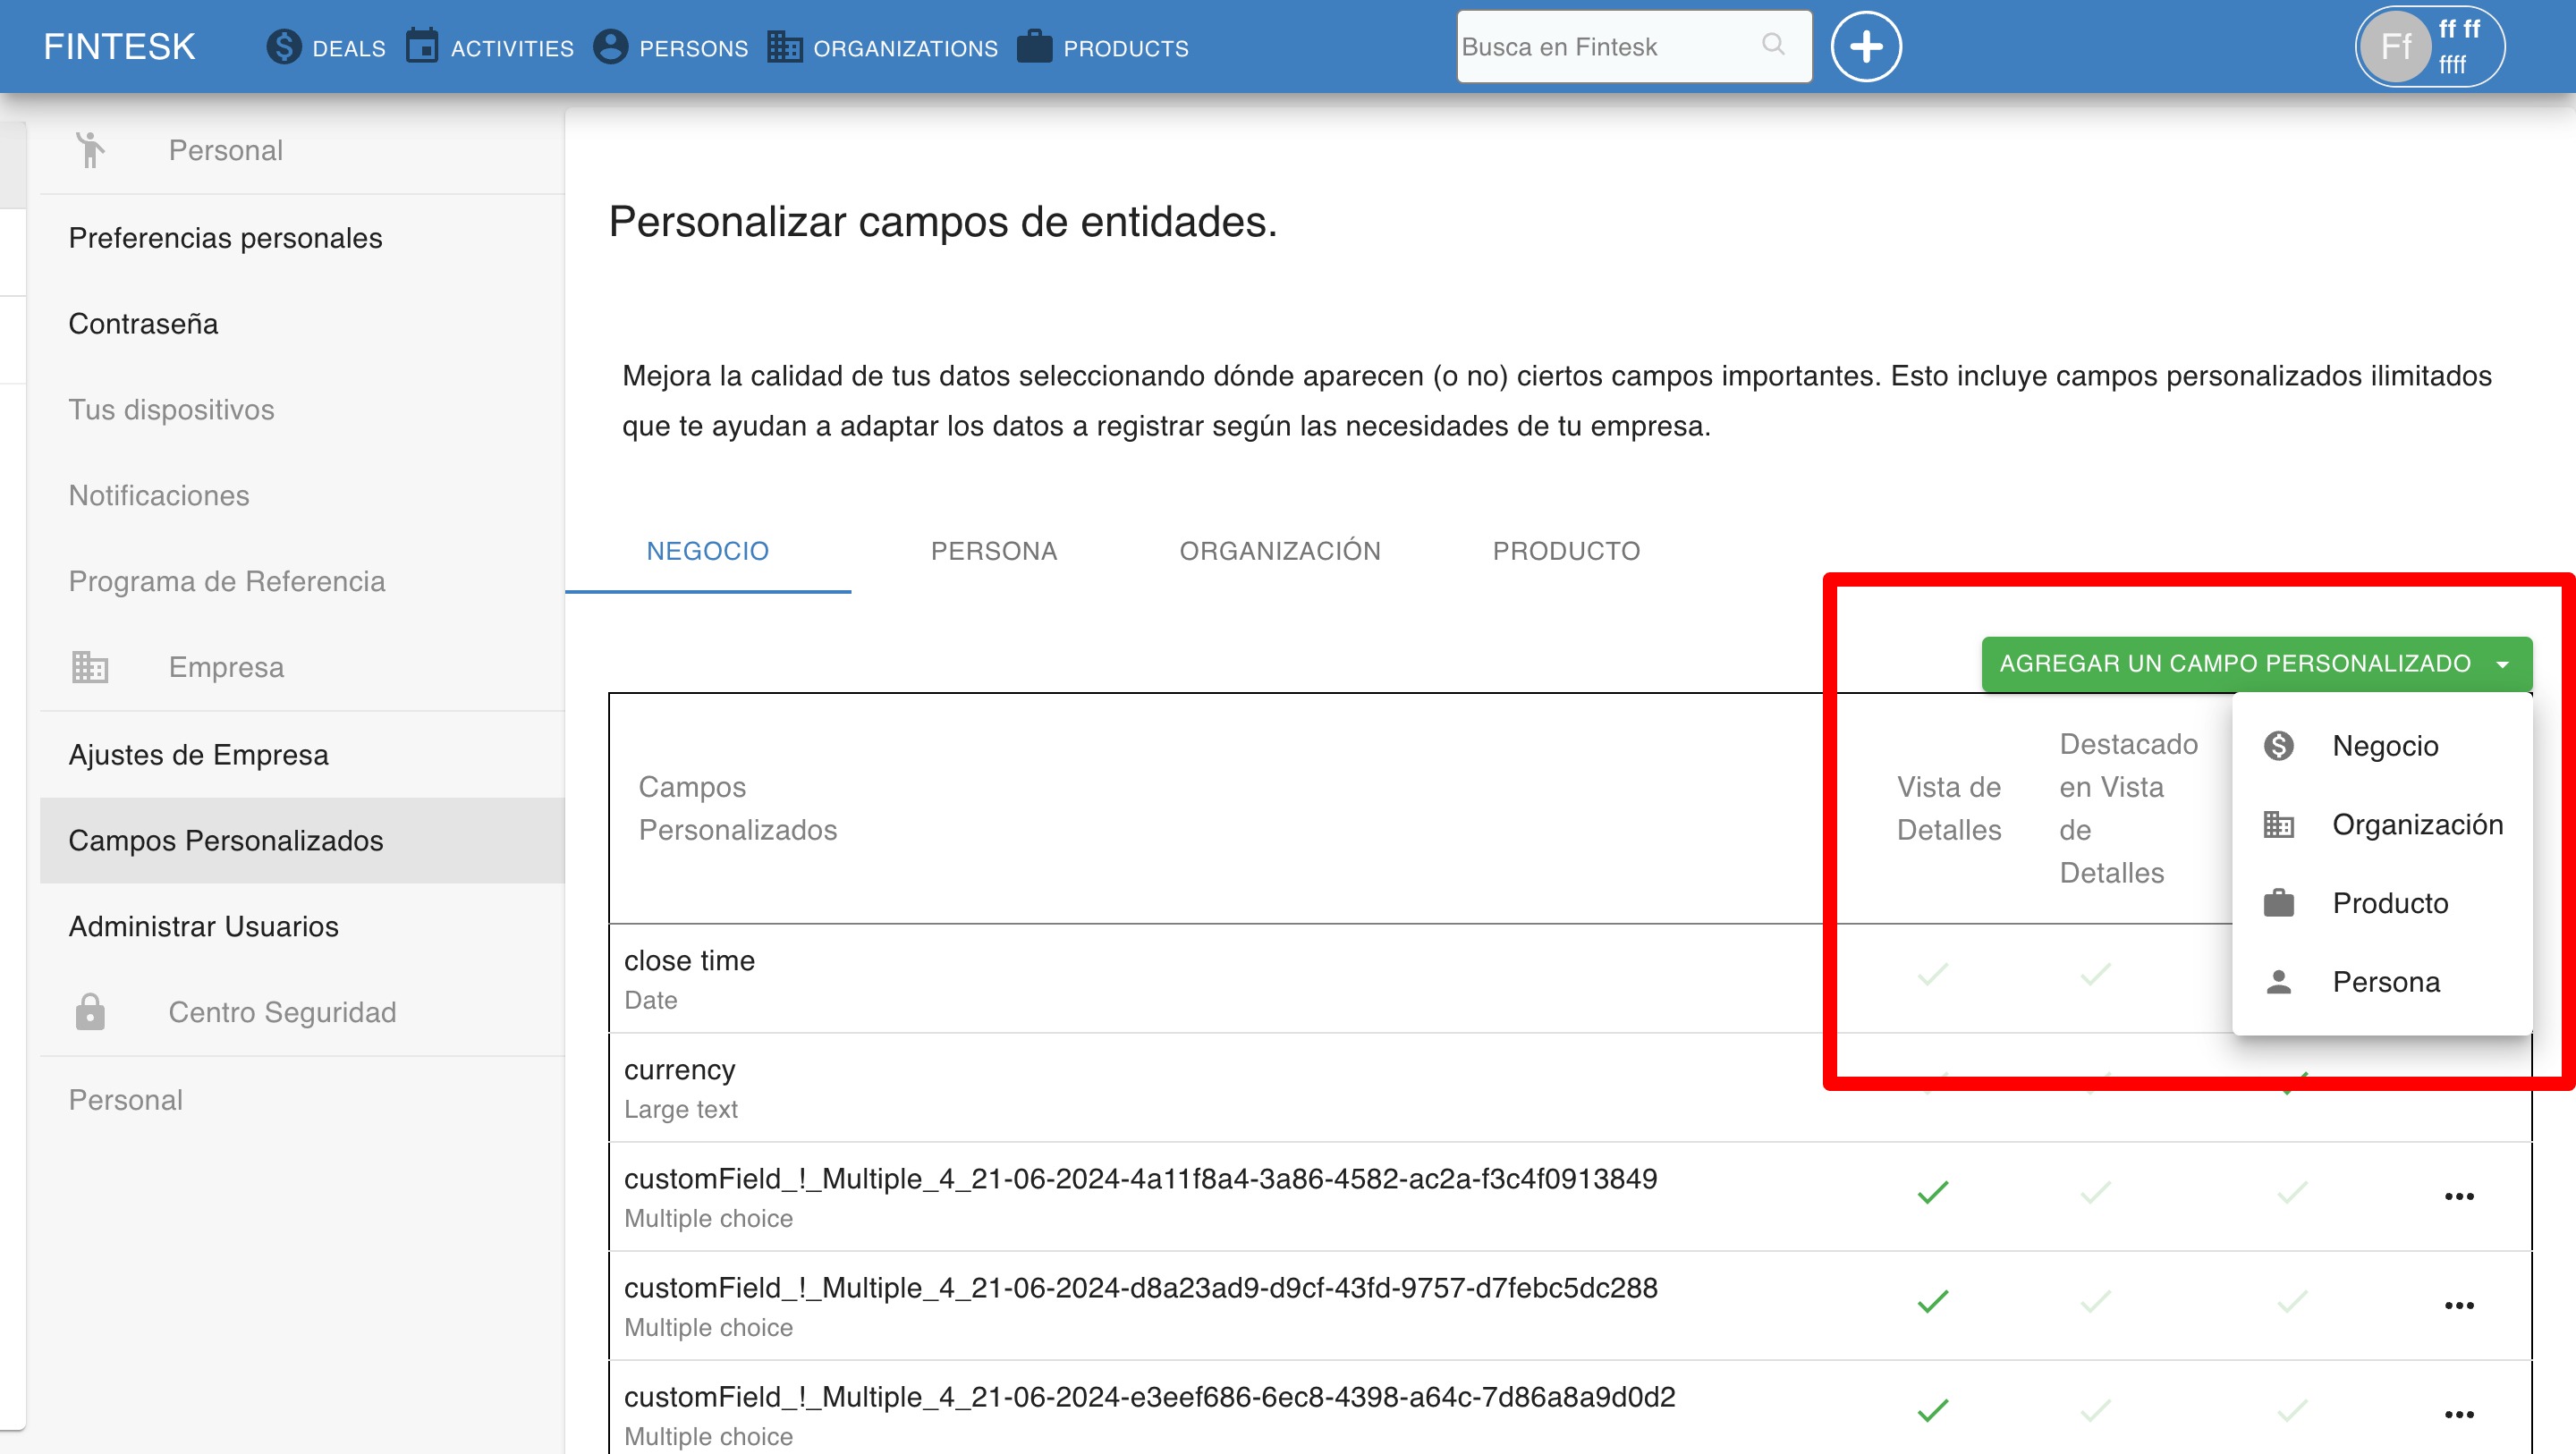 FINTESK
DEALS
ACTIVITIES
PERSONS
ORGANIZATIONS
PRODUCTS
Busca en Fintesk
Ff
ff ff
ffff
Personal
Preferencias personales
Contraseña
Tus dispositivos
Notificaciones
Programa de Referencia
Empresa
Ajustes de Empresa
Campos Personalizados
Administrar Usuarios
Centro Seguridad
Personal
Personalizar campos de entidades.
Mejora la calidad de tus datos seleccionando dónde aparecen (o no) ciertos campos importantes. Esto incluye campos personalizados ilimitados
que te ayudan a adaptar los datos a registrar según las necesidades de tu empresa.
NEGOCIO
PERSONA
ORGANIZACIÓN
PRODUCTO
AGREGAR UN CAMPO PERSONALIZADO
Negocio
Organización
Producto
Persona
Campos
Personalizados
Vista de
Detalles
Destacado
en Vista
de
Detalles
close time
Date
currency
Large text
customField_!_Multiple_4_21-06-2024-4a11f8a4-3a86-4582-ac2a-f3c4f0913849
Multiple choice
customField_!_Multiple_4_21-06-2024-d8a23ad9-d9cf-43fd-9757-d7febc5dc288
Multiple choice
customField_!_Multiple_4_21-06-2024-e3eef686-6ec8-4398-a64c-7d86a8a9d0d2
Multiple choice